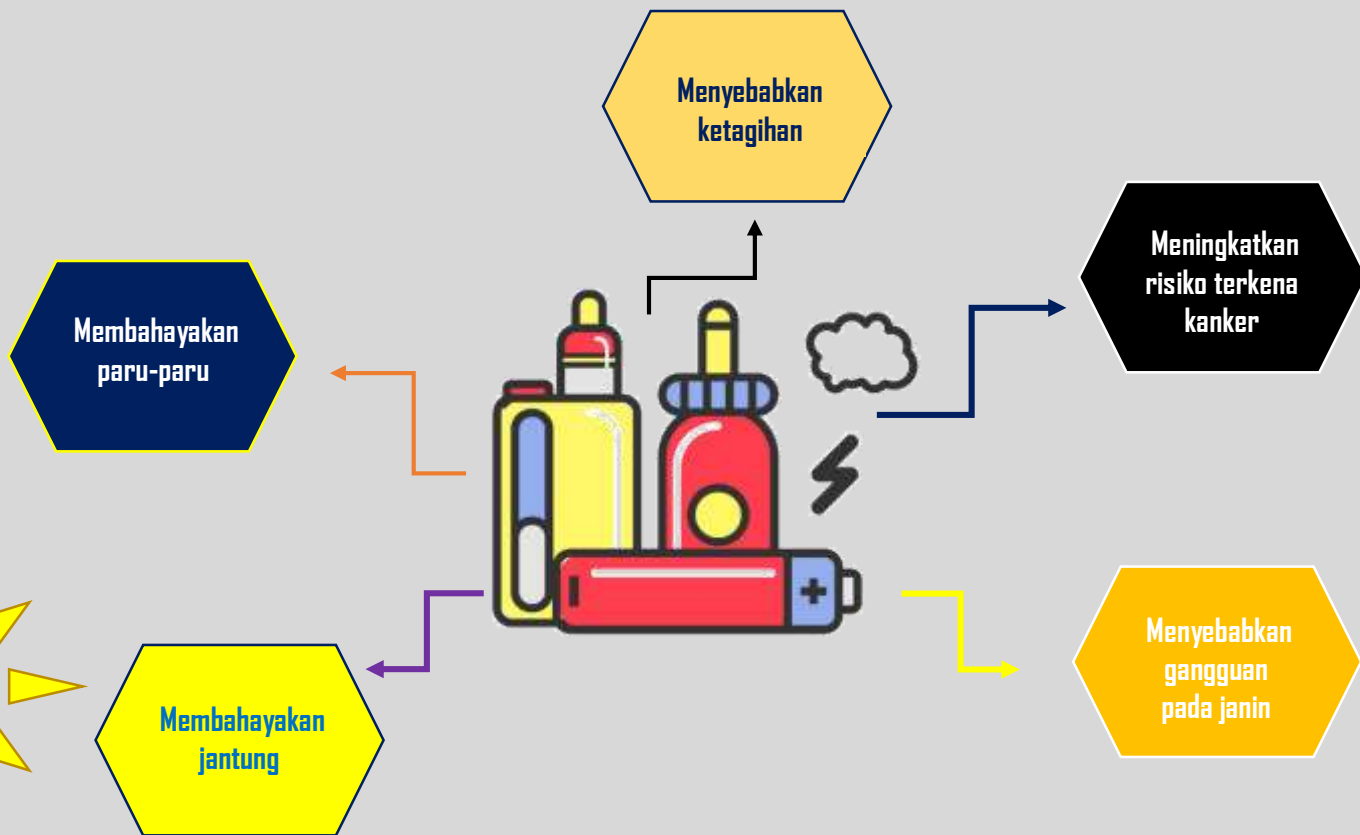 Menyebabkan
ketagihan
Meningkatkan
risiko terkena
kanker
Membahayakan
paru-paru
Menyebabkan
gangguan
pada janin
Membahayakan
jantung